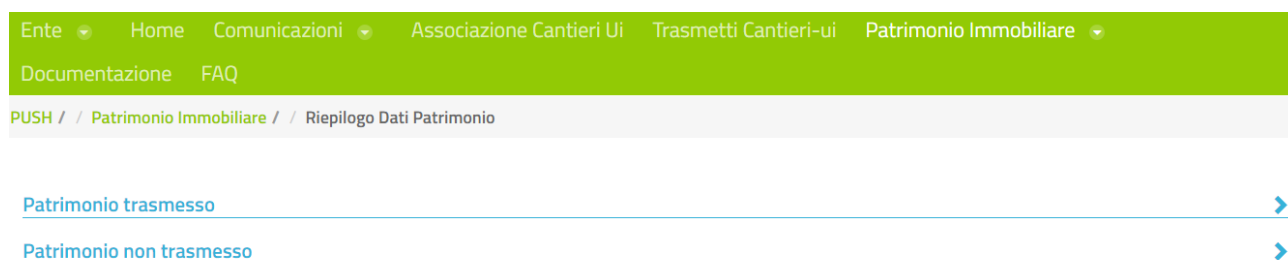 Ente Home Comunicazioni Associazione Cantieri Ui Trasmetti Cantieri-ui Patrimonio Immobiliare
Documentazione FAQ
PUSH / / Patrimonio Immobiliare / / Riepilogo Dati Patrimonio
Patrimonio trasmesso
Patrimonio non trasmesso